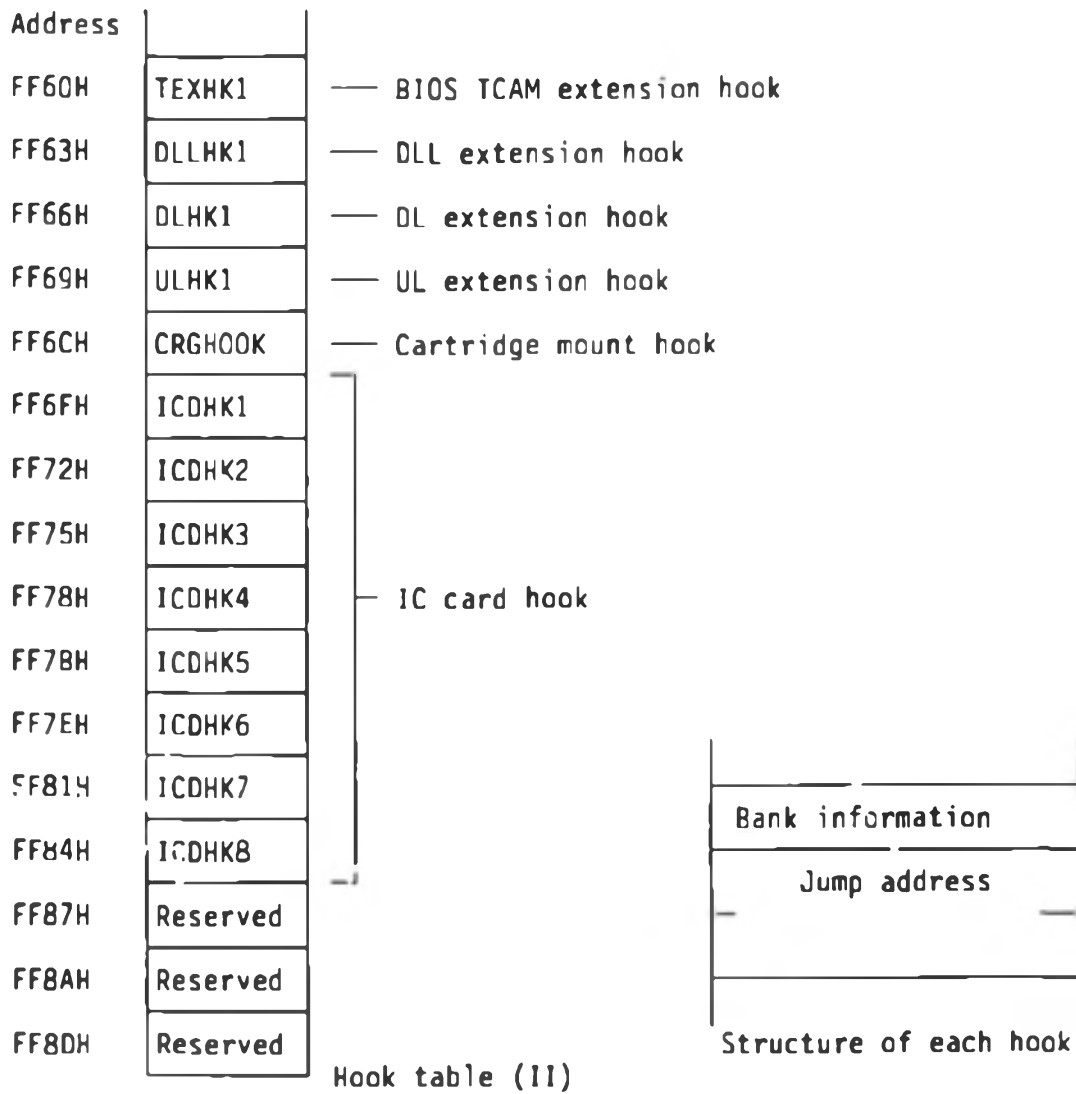 Address
FF60H TEXHK1 — BIOS TCAM extension hook
FF63H DLLHK1 — DLL extension hook
FF66H DLHK1 — DL extension hook
FF69H ULHK1 — UL extension hook
FF6CH CRGHOOK — Cartridge mount hook
FF6FH ICDHK1
FF72H ICDHK2
FF75H ICDHK3
FF78H ICDHK4 — IC card hook
FF7BH ICDHK5
FF7EH ICDHK6
FF81H ICDHK7
FF84H ICDHK8
FF87H Reserved
FF8AH Reserved
FF8DH Reserved
Hook table (II)
Bank information
Jump address
Structure of each hook